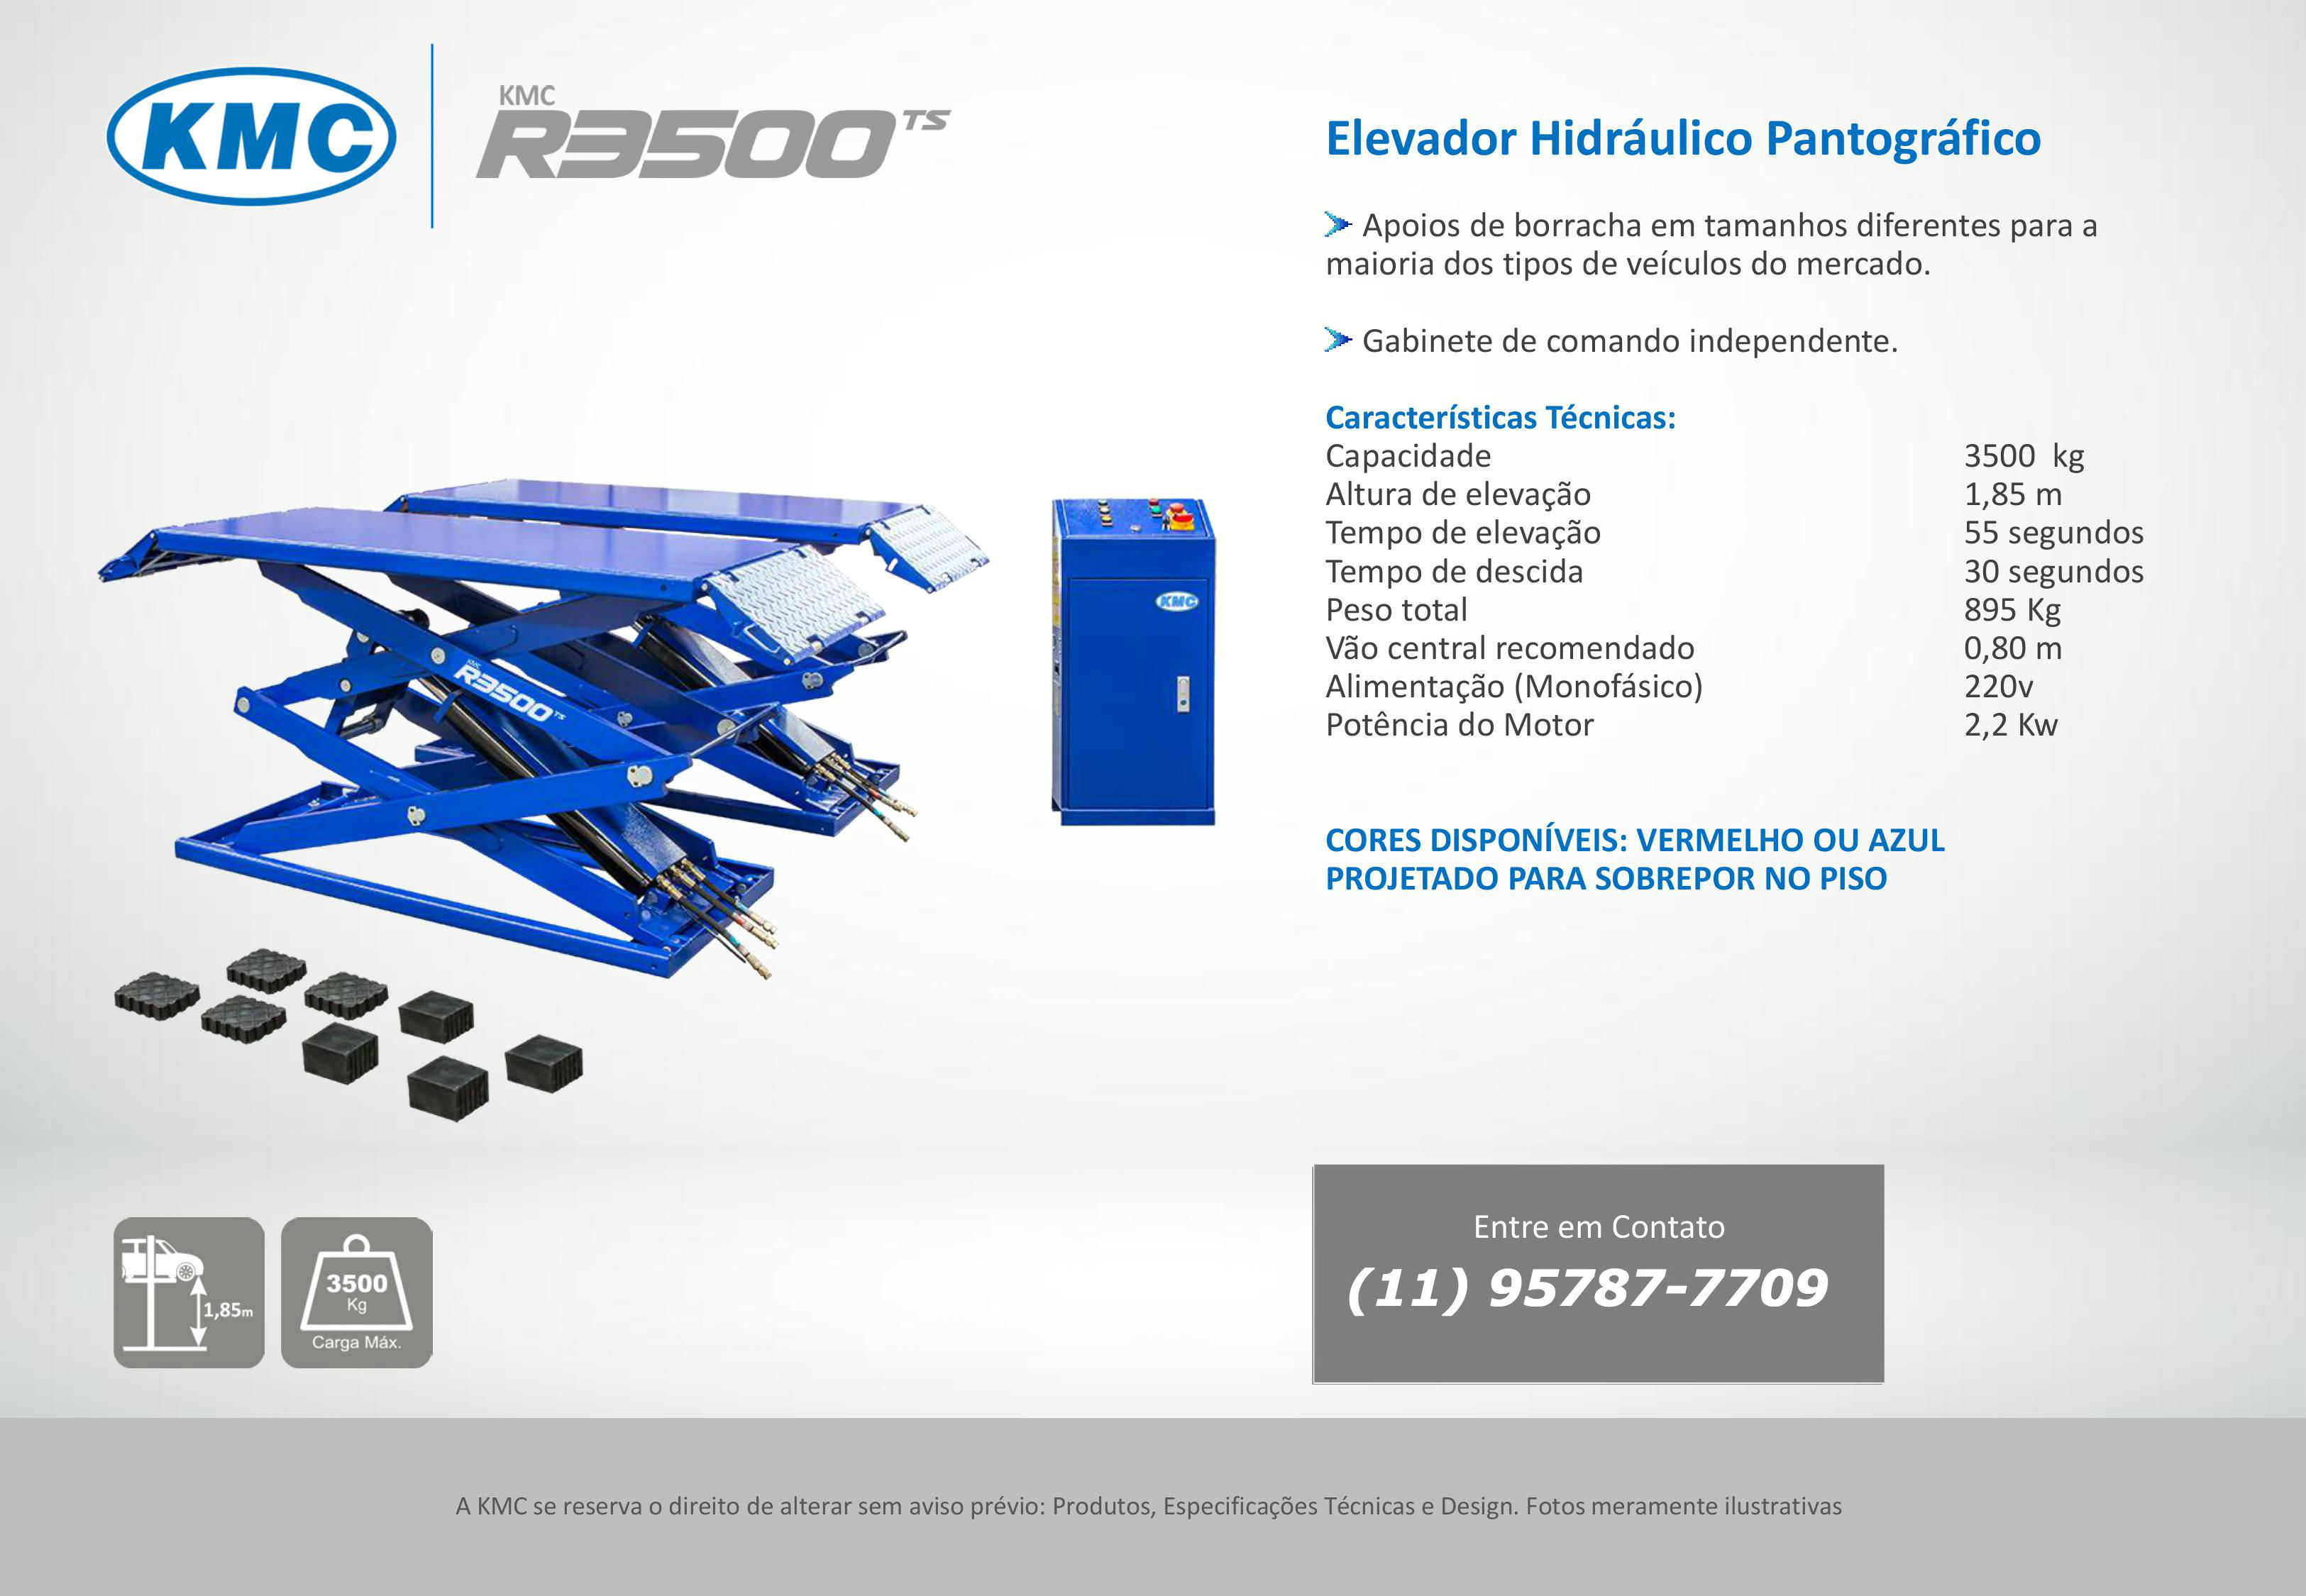 KMC
KMC
R3500 TS
Elevador Hidráulico Pantográfico
Apoios de borracha em tamanhos diferentes para a
maioria dos tipos de veículos do mercado.
Gabinete de comando independente.
Características Técnicas:
Capacidade 3500 kg
Altura de elevação 1,85 m
Tempo de elevação 55 segundos
Tempo de descida 30 segundos
Peso total 895 Kg
Vão central recomendado 0,80 m
Alimentação (Monofásico) 220v
Potência do Motor 2,2 Kw
CORES DISPONÍVEIS: VERMELHO OU AZUL
PROJETADO PARA SOBREPOR NO PISO
KMC
KMC
R3500 TS
1,85m
3500
Kg
Carga Máx.
Entre em Contato
(11) 95787-7709
A KMC se reserva o direito de alterar sem aviso prévio: Produtos, Especificações Técnicas e Design. Fotos meramente ilustrativas